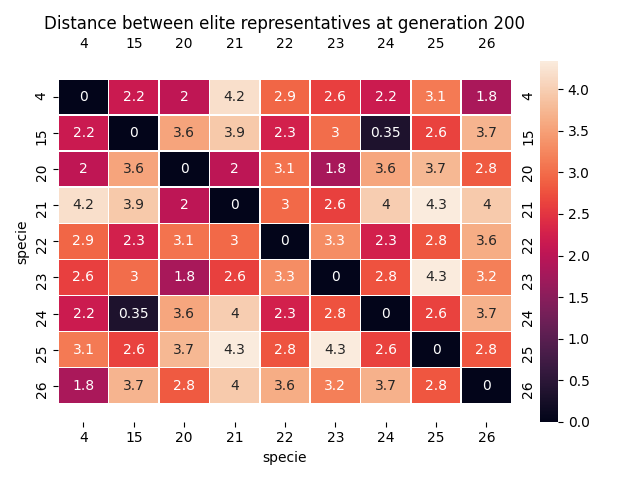 Distance between elite representatives at generation 200
4 15 20 21 22 23 24 25 26
4 0 2.2 2 4.2 2.9 2.6 2.2 3.1 1.8 4
15 2.2 0 3.6 3.9 2.3 3 0.35 2.6 3.7 15
20 2 3.6 0 2 3.1 1.8 3.6 3.7 2.8 20
21 4.2 3.9 2 0 3 2.6 4 4.3 4 21
22 2.9 2.3 3.1 3 0 3.3 2.3 2.8 3.6 22
23 2.6 3 1.8 2.6 3.3 0 2.8 4.3 3.2 23
24 2.2 0.35 3.6 4 2.3 2.8 0 2.6 3.7 24
25 3.1 2.6 3.7 4.3 2.8 4.3 2.6 0 2.8 25
26 1.8 3.7 2.8 4 3.6 3.2 3.7 2.8 0 26
4 15 20 21 22 23 24 25 26
specie
specie
4.0
3.5
3.0
2.5
2.0
1.5
1.0
0.5
0.0